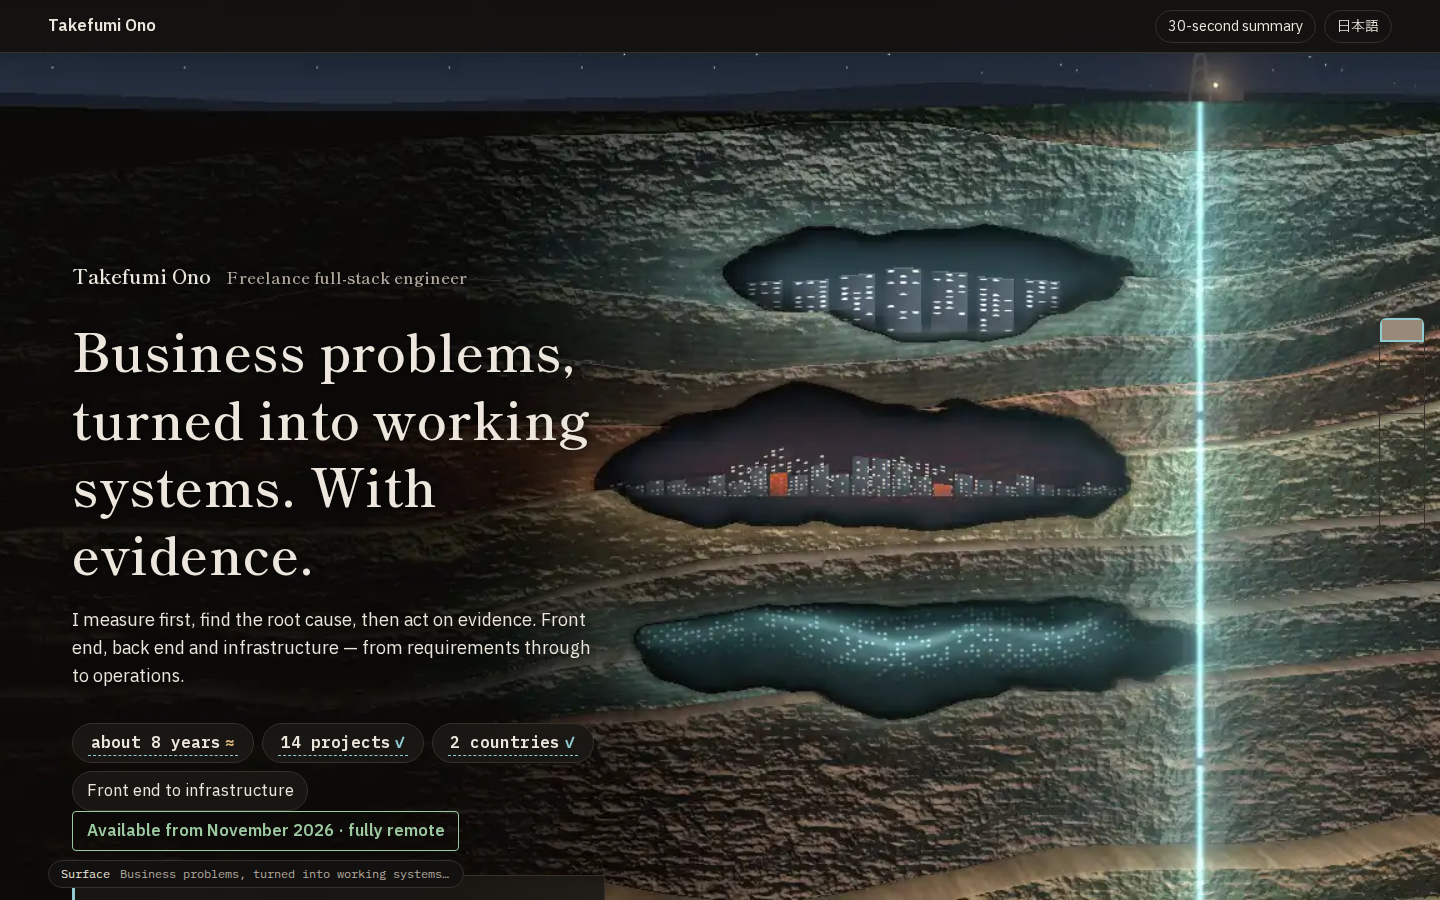 Takefumi Ono
30-second summary
日本語
Takefumi Ono Freelance full-stack engineer
Business problems,
turned into working
systems. With
evidence.
I measure first, find the root cause, then act on evidence. Front
end, back end and infrastructure — from requirements through
to operations.
about 8 years ≈
14 projects ✓
2 countries ✓
Front end to infrastructure
Available from November 2026 · fully remote
Surface Business problems, turned into working systems…